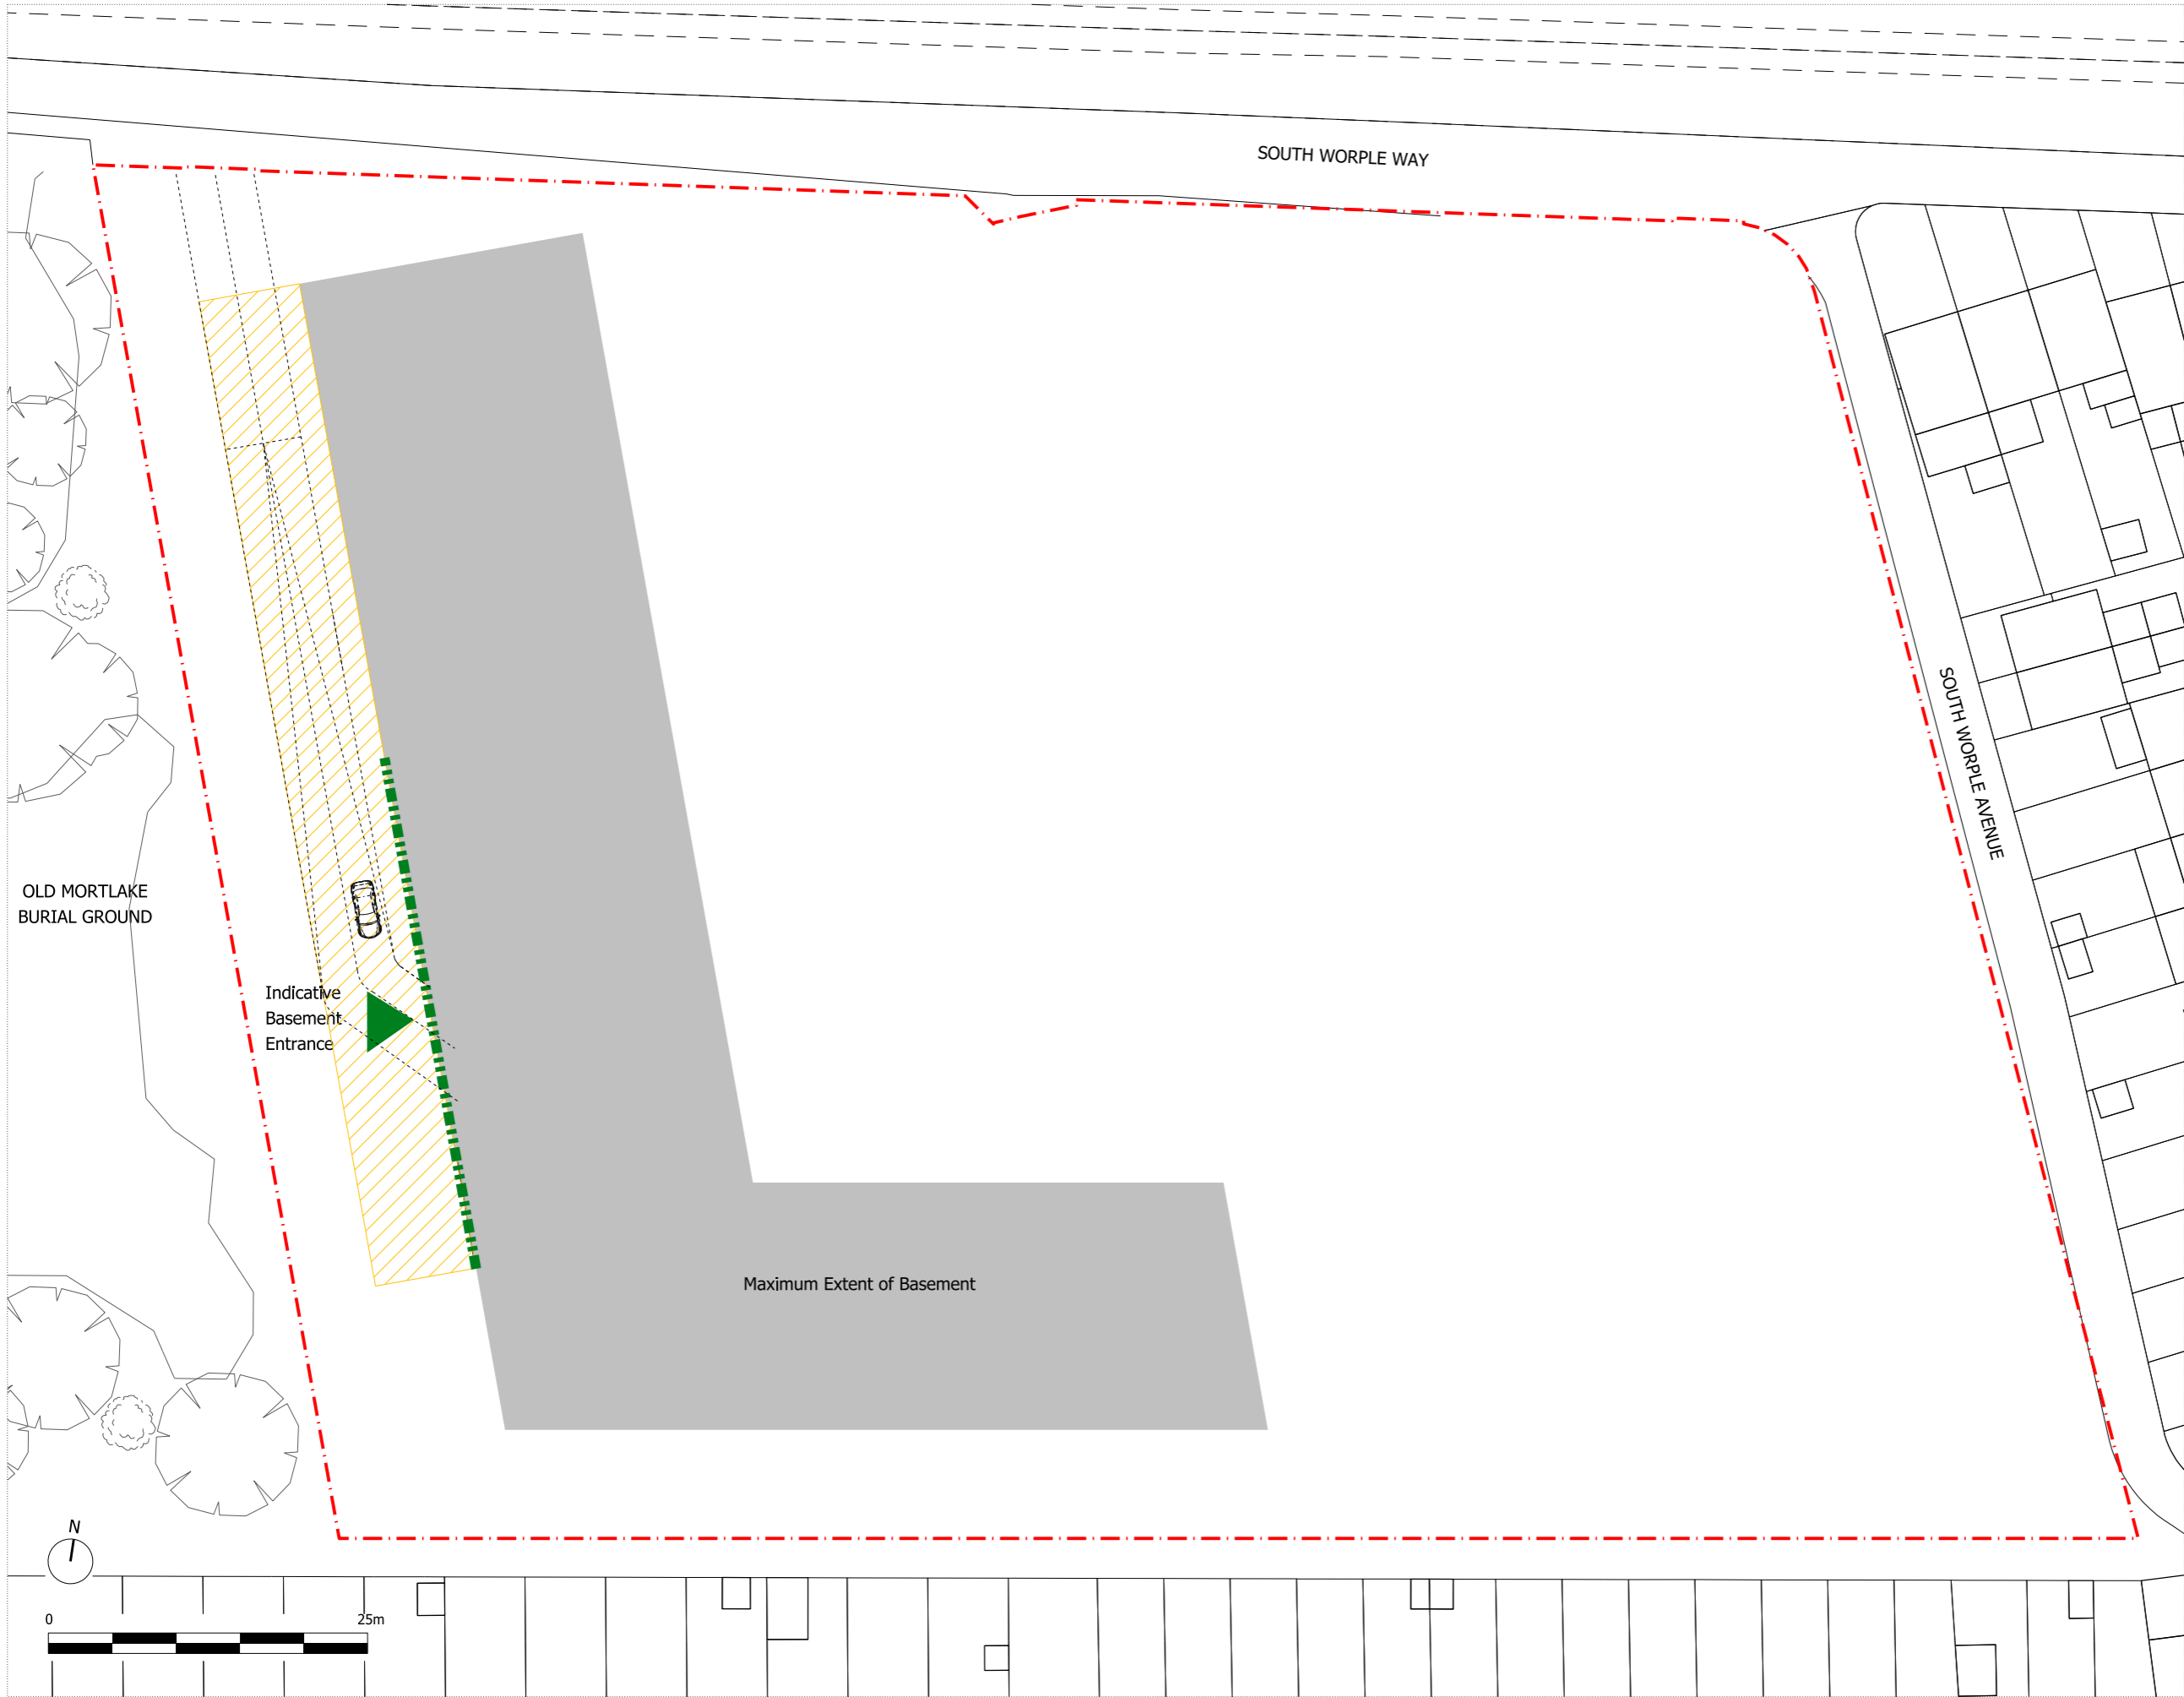 SOUTH WORPLE WAY
SOUTH WORPLE AVENUE
OLD MORTLAKE
BURIAL GROUND
Indicative
Basement
Entrance
Maximum Extent of Basement
N
0 25m